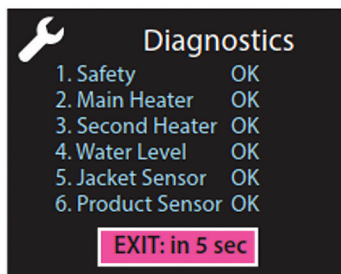 Diagnostics
1. Safety OK
2. Main Heater OK
3. Second Heater OK
4. Water Level OK
5. Jacket Sensor OK
6. Product Sensor OK
EXIT: in 5 sec